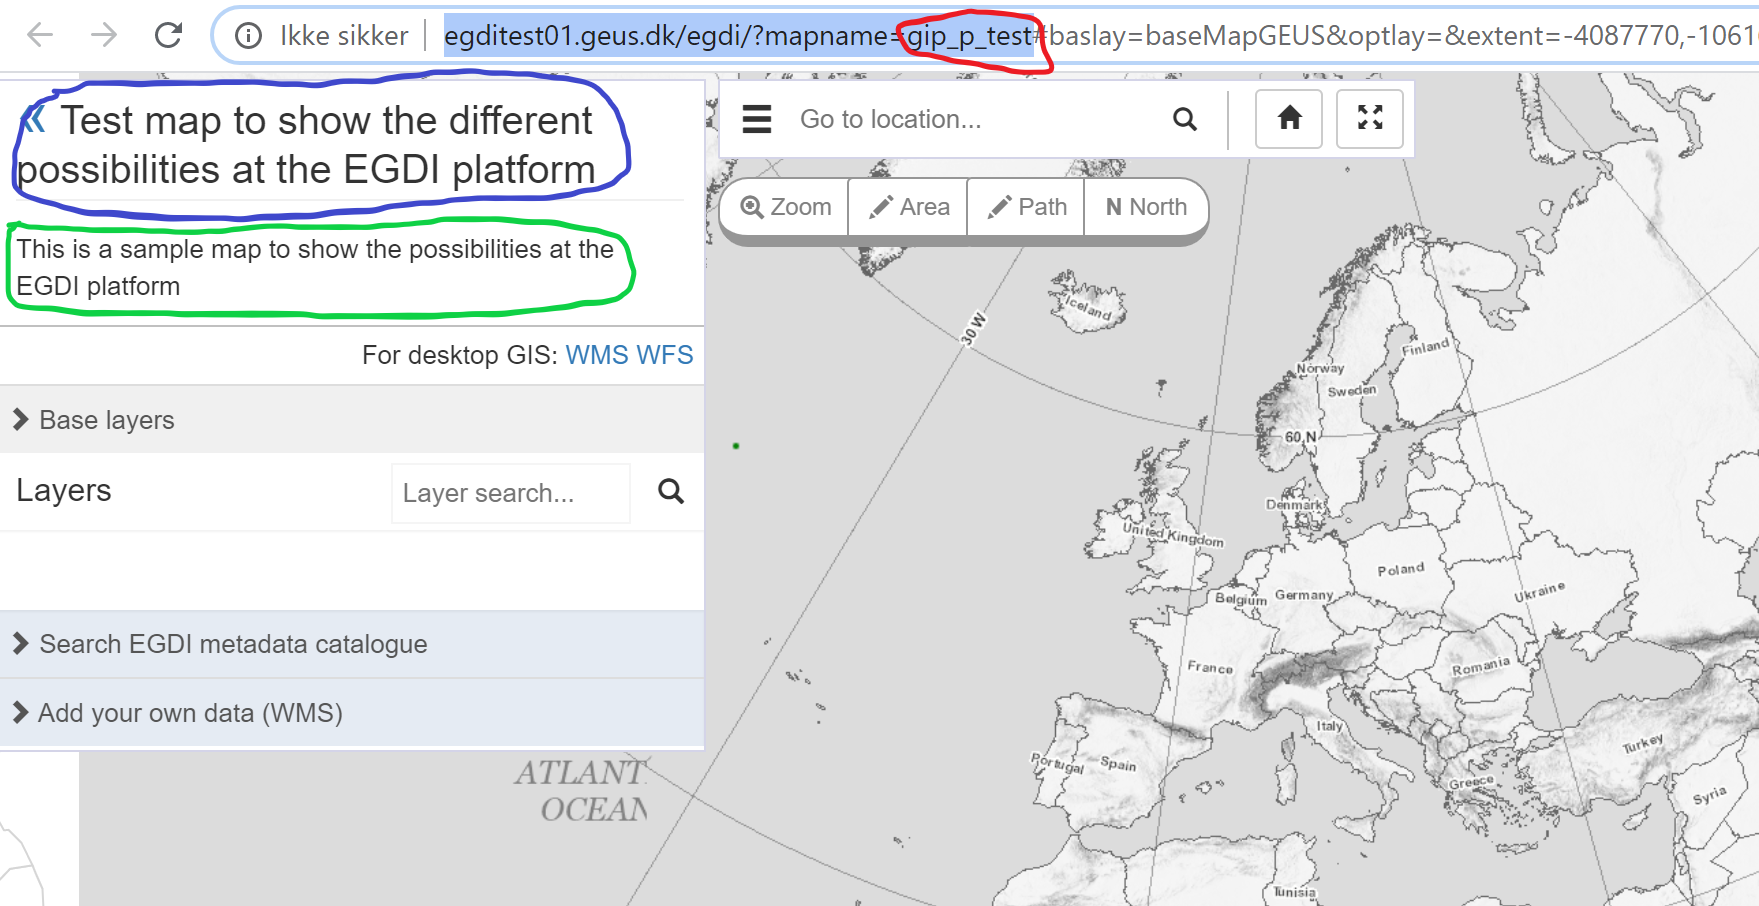 Ikke sikker egditest01.geus.dk/egdi/?mapname=gip_p_test#baslay=baseMapGEUS&optlay=&extent=-4087770,-1061
« Test map to show the different
possibilities at the EGDI platform
This is a sample map to show the possibilities at the
EGDI platform
For desktop GIS: WMS WFS
Base layers
Layers
Layer search...
Search EGDI metadata catalogue
Add your own data (WMS)
Go to location...
Zoom
Area
Path
N North
30 W
Iceland
Norway
Sweden
Finland
60 N
Denmark
United Kingdom
Poland
Belgium
Germany
Ukraine
France
Romania
Italy
Portugal
Spain
Turkey
Greece
Syria
ATLANT
OCEAN
Tunisia